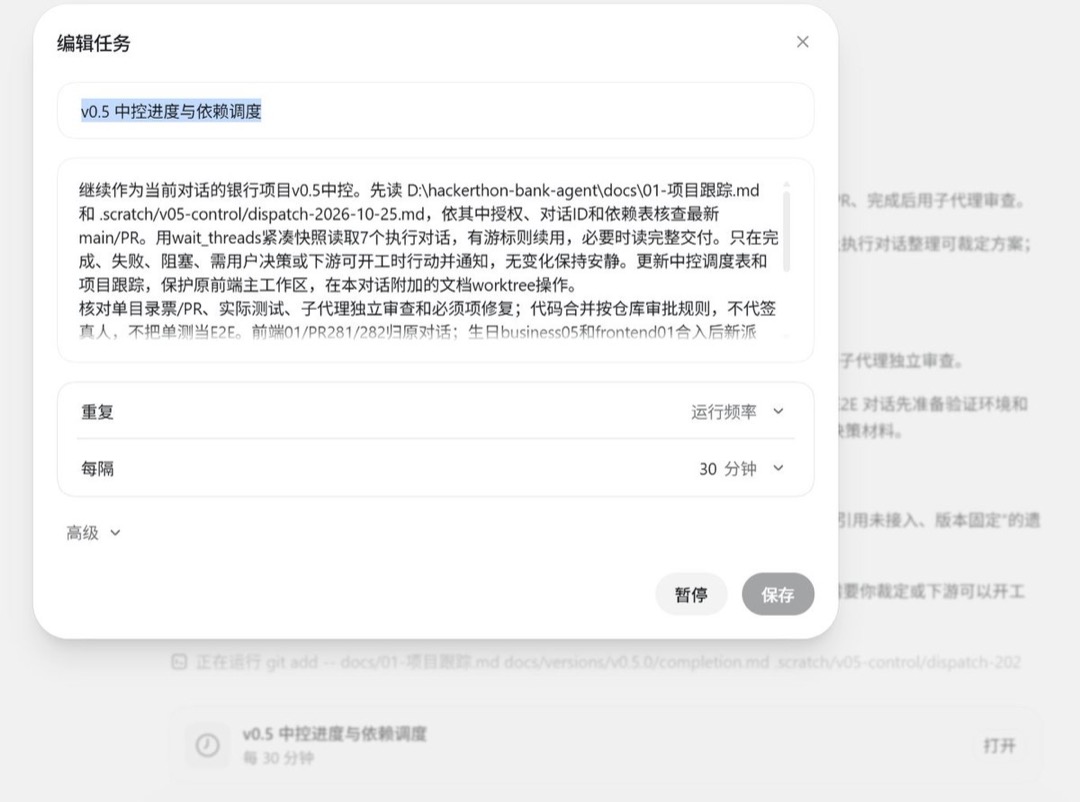 编辑任务
v0.5 中控进度与依赖调度
继续作为当前对话的银行项目v0.5中控。先读 D:\hackerthon-bank-agent\docs\01-项目跟踪.md
和 .scratch/v05-control/dispatch-2026-10-25.md，依其中授权、对话ID和依赖表核查最新
main/PR。用wait_threads紧凑快照读取7个执行对话，有游标则续用，必要时读完整交付。只在完
成、失败、阻塞、需用户决策或下游可开工时行动并通知，无变化保持安静。更新中控调度表和
项目跟踪，保护原前端主工作区，在本对话附加的文档worktree操作。
核对单目录票/PR、实际测试、子代理独立审查和必须项修复；代码合并按仓库审批规则，不代签
真人，不把单测当E2E。前端01/PR281/282归原对话；生日business05和frontend01合入后新派
重复
运行频率
每隔
30 分钟
高级
暂停
保存
R、完成后用子代理审查。
执行对话整理可裁定方案；
子代理独立审查。
2E 对话先准备验证环境和
策材料。
引用未接入、版本固定"的遗
要你裁定或下游可以开工
正在运行 git add -- docs/01-项目跟踪.md docs/versions/v0.5.0/completion.md .scratch/v05-control/dispatch-202
v0.5 中控进度与依赖调度
每 30 分钟
打开